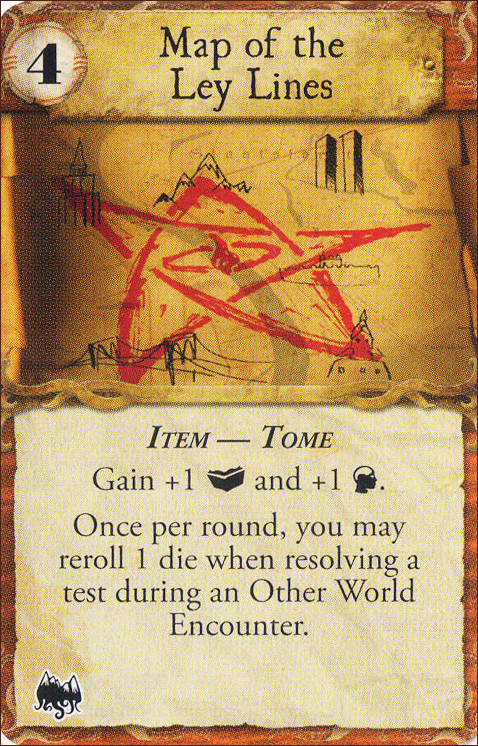 4
Map of the
Ley Lines
Item — Tome
Gain +1 and +1 .
Once per round, you may
reroll 1 die when resolving a
test during an Other World
Encounter.